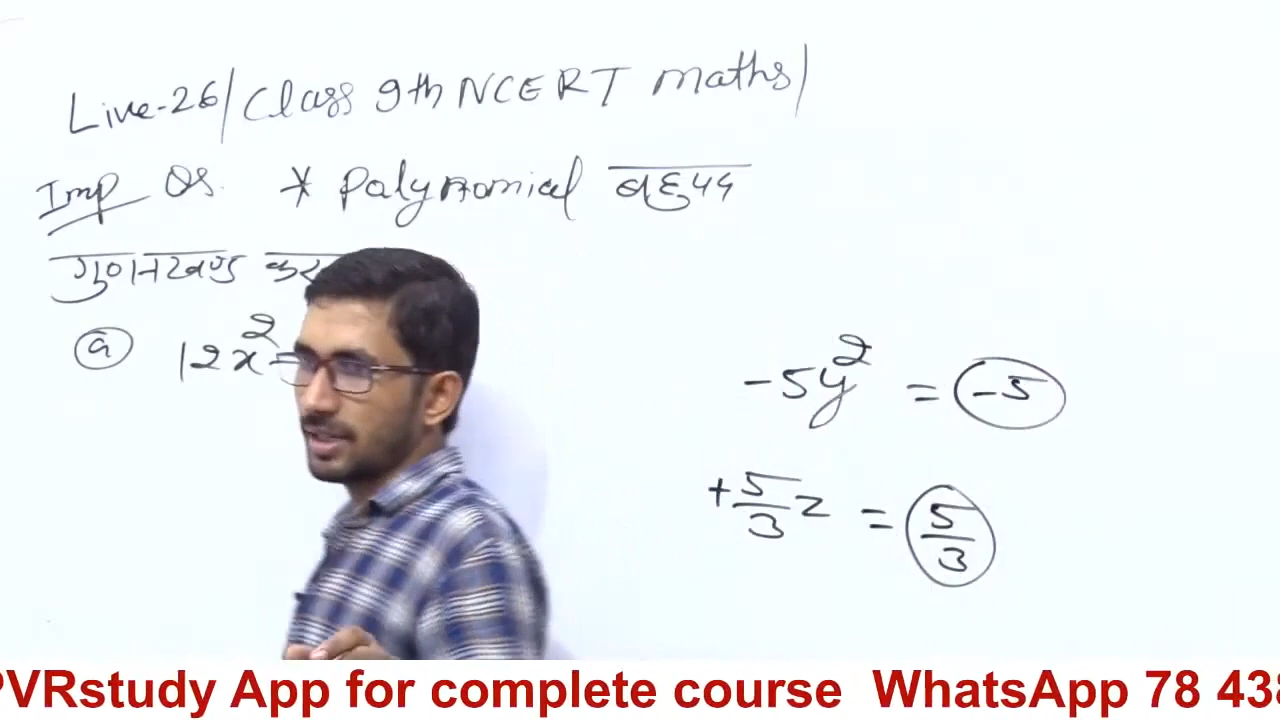 Live-26/Class 9th NCERT maths/
Imp Qs. * Polynomial बहुपद
गुणनखण्ड
a 12x²-
-5y² = -5
+5/3 z = 5/3
PVRstudy App for complete course WhatsApp 78 43